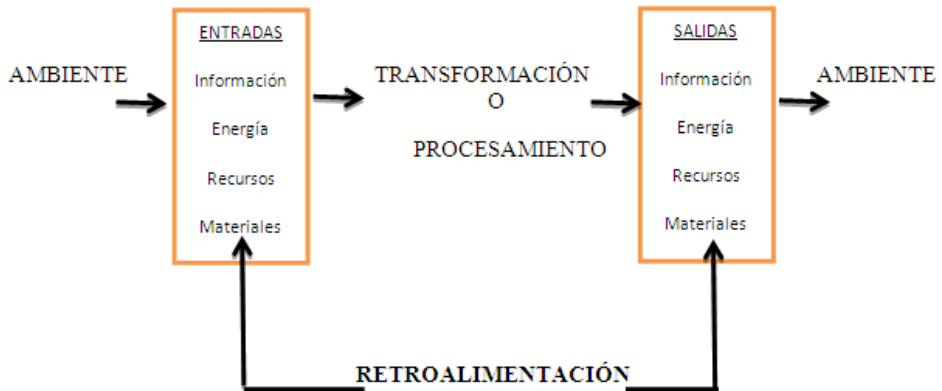 AMBIENTE
ENTRADAS
Información
Energía
Recursos
Materiales
TRANSFORMACIÓN
O
PROCESAMIENTO
SALIDAS
Información
Energía
Recursos
Materiales
AMBIENTE
RETROALIMENTACIÓN